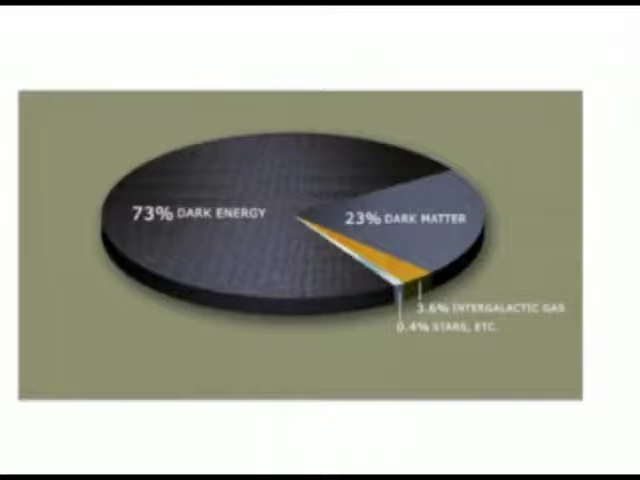 73% DARK ENERGY
23% DARK MATTER
3.6% INTERGALACTIC GAS
0.4% STARS, ETC.